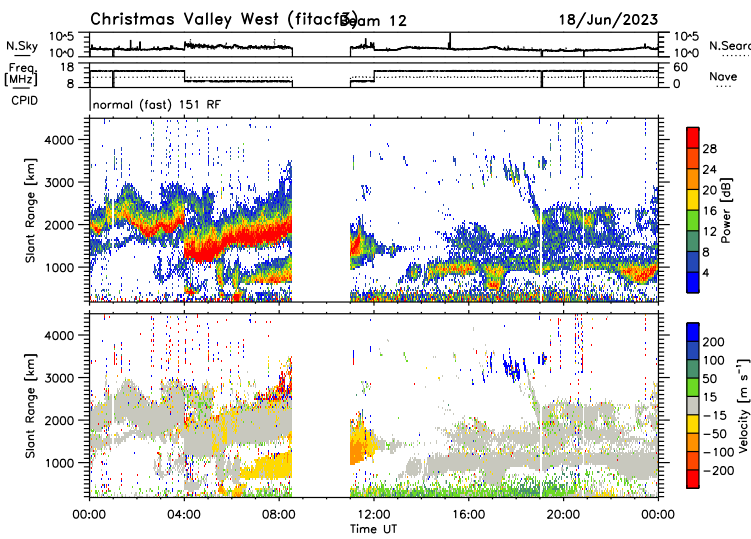 Christmas Valley West (fitacf3) Beam 12 18/Jun/2023
N.Sky 10^5 10^0 10^5 10^0 N.Searc
Freq [MHz] 18 8 60 0 Nave
CPID normal (fast) 151 RF
Slant Range [km] 4000 3000 2000 1000
Power [dB] 28 24 20 16 12 8 4
Slant Range [km] 4000 3000 2000 1000
Velocity [m s⁻¹] 200 100 50 15 -15 -50 -100 -200
00:00 04:00 08:00 12:00 16:00 20:00 00:00
Time UT